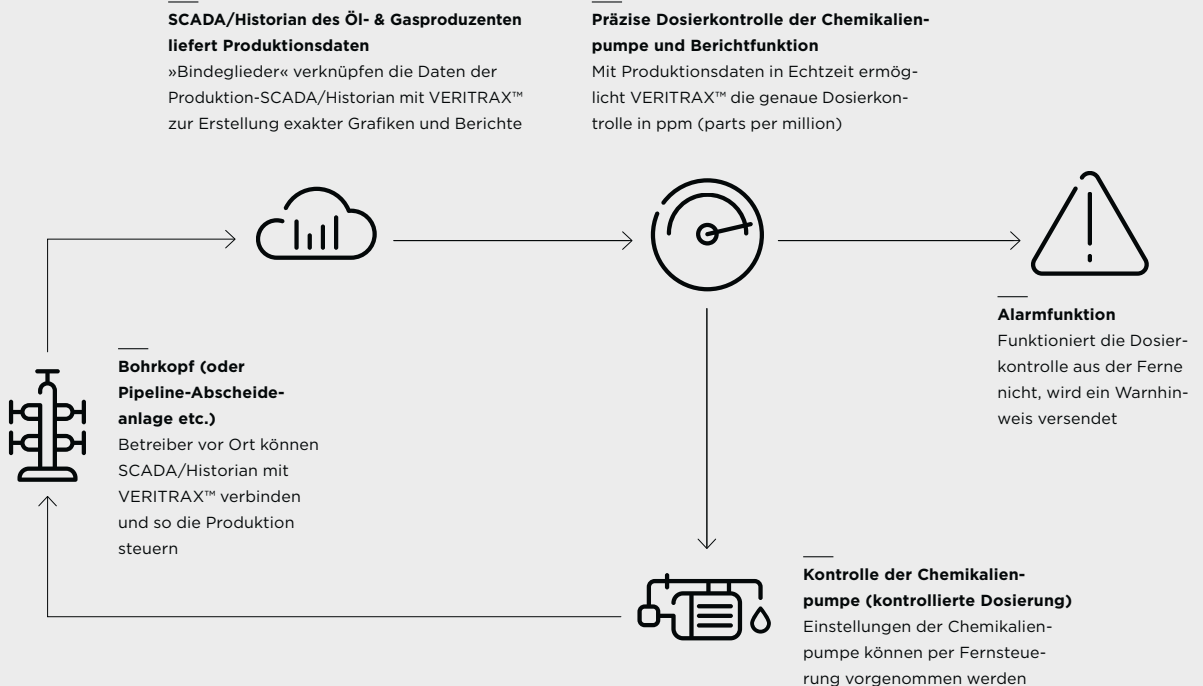 SCADA/Historian des Öl- & Gasproduzenten
liefert Produktionsdaten
»Bindeglieder« verknüpfen die Daten der
Produktion-SCADA/Historian mit VERITRAX™
zur Erstellung exakter Grafiken und Berichte
Präzise Dosierkontrolle der Chemikalien-
pumpe und Berichtfunktion
Mit Produktionsdaten in Echtzeit ermög-
licht VERITRAX™ die genaue Dosierkon-
trolle in ppm (parts per million)
Alarmfunktion
Funktioniert die Dosier-
kontrolle aus der Ferne
nicht, wird ein Warnhin-
weis versendet
Bohrkopf (oder
Pipeline-Abscheide-
anlage etc.)
Betreiber vor Ort können
SCADA/Historian mit
VERITRAX™ verbinden
und so die Produktion
steuern
Kontrolle der Chemikalien-
pumpe (kontrollierte Dosierung)
Einstellungen der Chemikalien-
pumpe können per Fernsteue-
rung vorgenommen werden